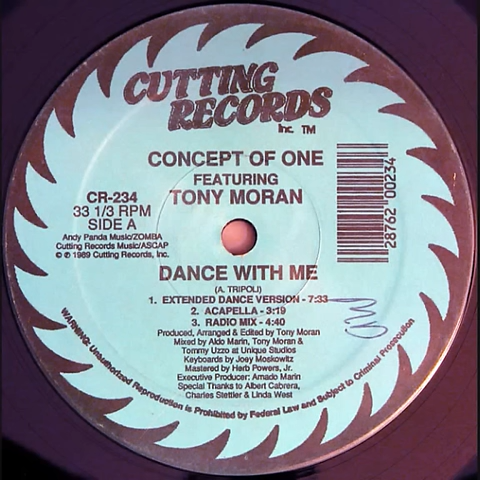 CUTTING
RECORDS
Inc. TM
CONCEPT OF ONE
FEATURING
TONY MORAN
CR-234
33 1/3 RPM
SIDE A
Andy Panda Music/ZOMBA
Cutting Records Music/ASCAP
© ℗ 1989 Cutting Records, Inc.
28762 00234
DANCE WITH ME
(A. TRIPOLI)
1. EXTENDED DANCE VERSION - 7:33
2. ACAPELLA - 3:19
3. RADIO MIX - 4:40
Produced, Arranged & Edited by Tony Moran
Mixed by Aldo Marin, Tony Moran &
Tommy Uzzo at Unique Studios
Keyboards by Joey Moskowitz
Mastered by Herb Powers, Jr.
Executive Producer: Amado Marin
Special Thanks to Albert Cabrera,
Charles Stettler & Linda West
WARNING: Unauthorized Reproduction is Prohibited by Federal Law and Subject to Criminal Prosecution